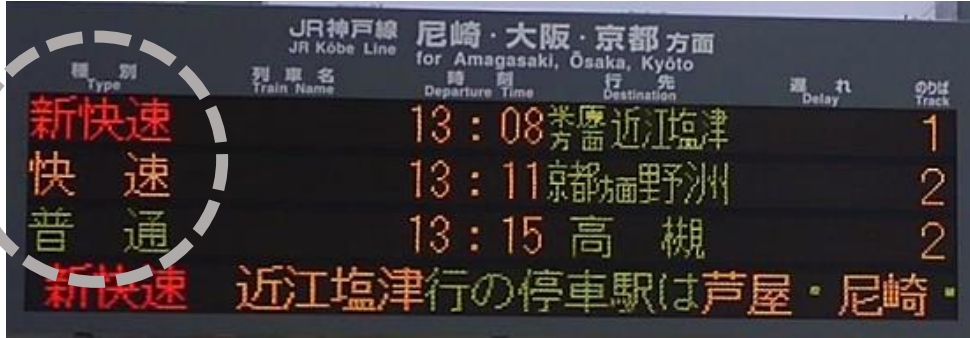 JR神戸線 尼崎・大阪・京都方面
JR Kōbe Line for Amagasaki, Ōsaka, Kyōto
種別 列車名 時刻 行先 遅れ のりば
Type Train Name Departure Time Destination Delay Track
新快速 13:08 米原方面 近江塩津 1
快速 13:11 京都方面 野洲 2
普通 13:15 高槻 2
新快速 近江塩津行の停車駅は芦屋・尼崎・